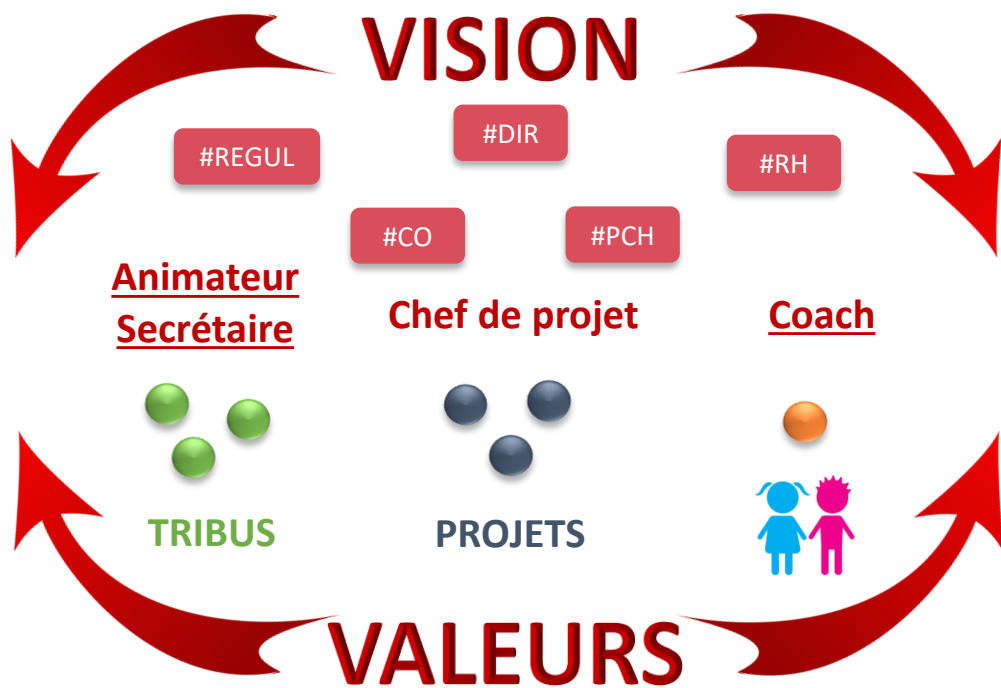 VISION
#REGUL
#DIR
#RH
#CO
#PCH
Animateur
Secrétaire
Chef de projet
Coach
TRIBUS
PROJETS
VALEURS